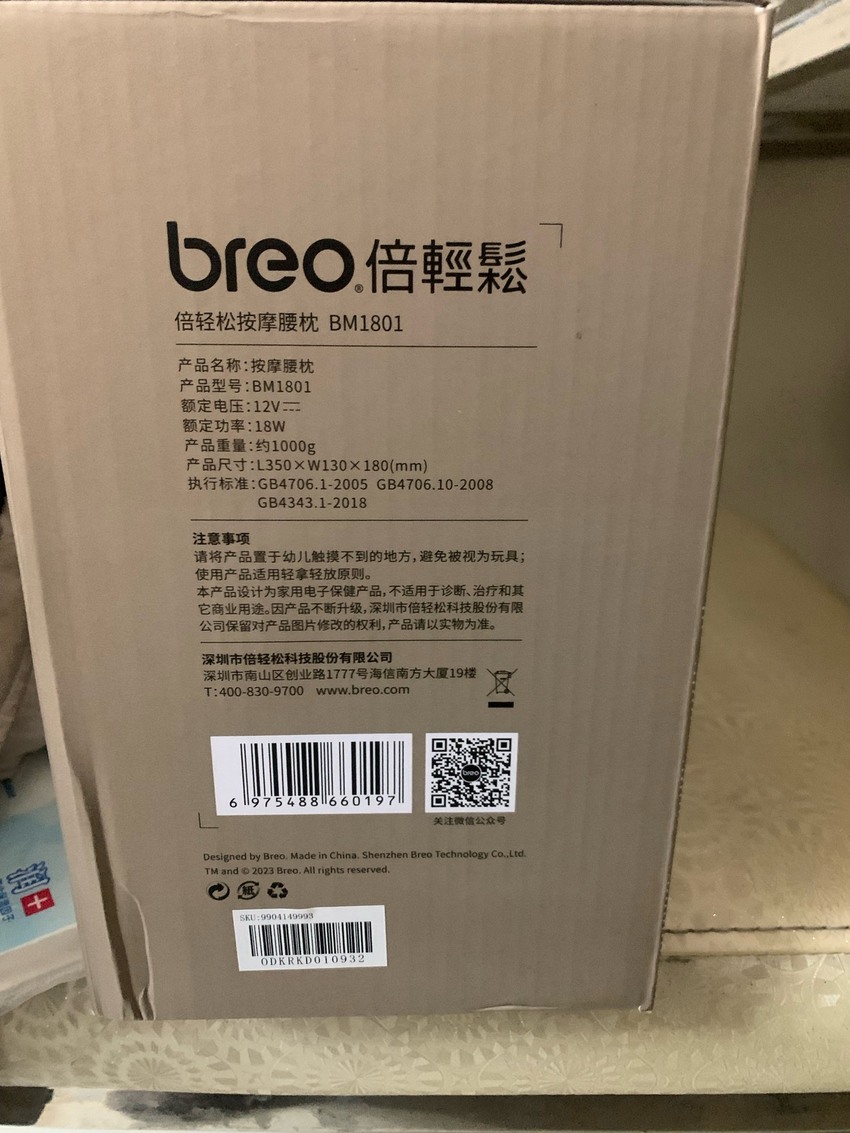 breo®倍輕鬆
倍轻松按摩腰枕 BM1801
产品名称:按摩腰枕
产品型号:BM1801
额定电压:12V⎓
额定功率:18W
产品重量:约1000g
产品尺寸:L350×W130×180(mm)
执行标准:GB4706.1-2005 GB4706.10-2008
GB4343.1-2018
注意事项
请将产品置于幼儿触摸不到的地方,避免被视为玩具;
使用产品适用轻拿轻放原则。
本产品设计为家用电子保健产品,不适用于诊断、治疗和其
它商业用途。因产品不断升级,深圳市倍轻松科技股份有限
公司保留对产品图片修改的权利,产品请以实物为准。
深圳市倍轻松科技股份有限公司
深圳市南山区创业路1777号海信南方大厦19楼
T:400-830-9700 www.breo.com
6 975488 660197
breo
关注微信公众号
Designed by Breo. Made in China. Shenzhen Breo Technology Co.,Ltd.
TM and © 2023 Breo. All rights reserved.
紙
SKU:9904149993
ODKRKD010932